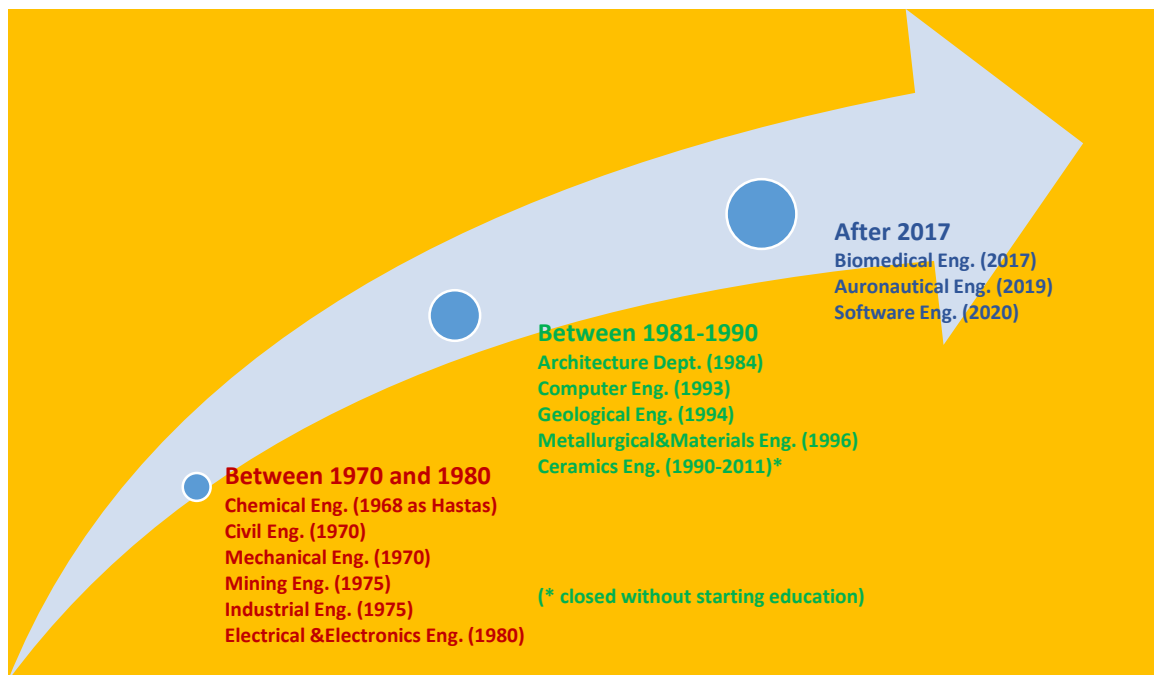 After 2017
Biomedical Eng. (2017)
Auronautical Eng. (2019)
Software Eng. (2020)
Between 1981-1990
Architecture Dept. (1984)
Computer Eng. (1993)
Geological Eng. (1994)
Metallurgical&Materials Eng. (1996)
Ceramics Eng. (1990-2011)*
(* closed without starting education)
Between 1970 and 1980
Chemical Eng. (1968 as Hastas)
Civil Eng. (1970)
Mechanical Eng. (1970)
Mining Eng. (1975)
Industrial Eng. (1975)
Electrical &Electronics Eng. (1980)